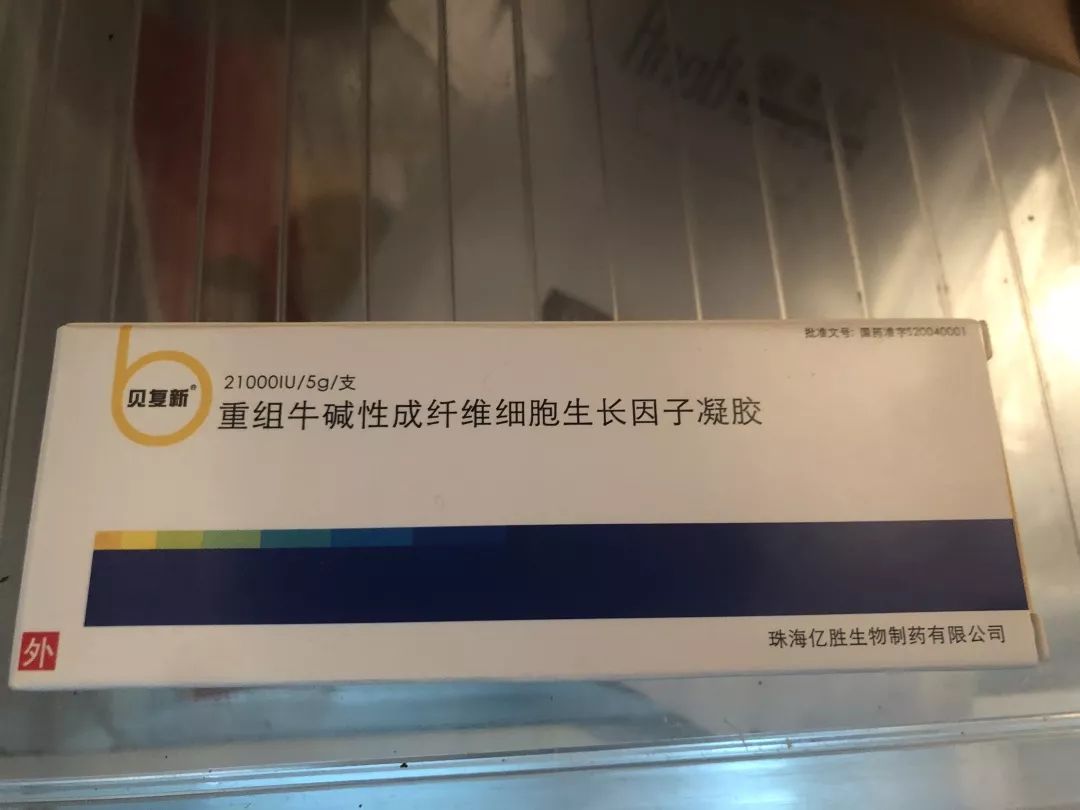 批准文号：国药准字S20040001
贝复新®
21000IU/5g/支
重组牛碱性成纤维细胞生长因子凝胶
外
珠海亿胜生物制药有限公司